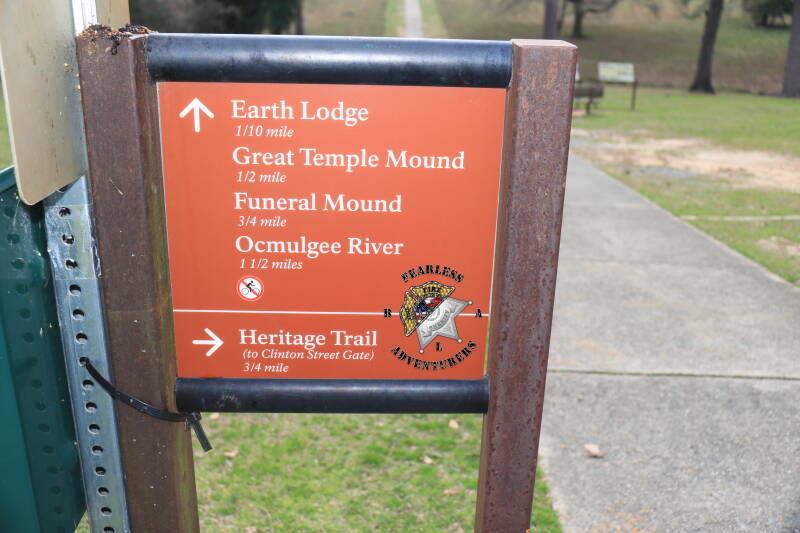 Earth Lodge
1/10 mile
Great Temple Mound
1/2 mile
Funeral Mound
3/4 mile
Ocmulgee River
1 1/2 miles
Heritage Trail
(to Clinton Street Gate)
3/4 mile
FEARLESS
FIRE
B A
L
ADVENTURERS